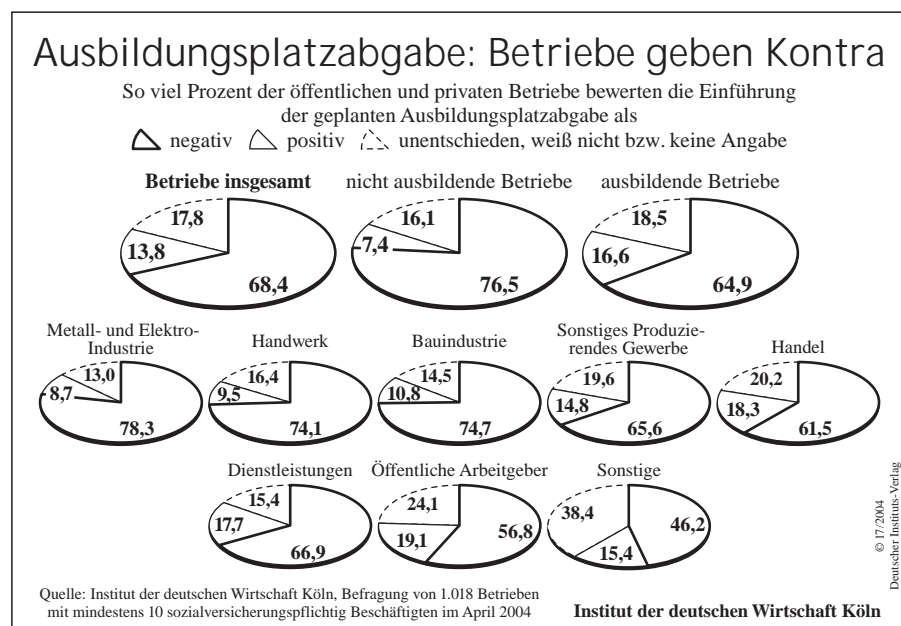 Ausbildungsplatzabgabe: Betriebe geben Kontra
So viel Prozent der öffentlichen und privaten Betriebe bewerten die Einführung
der geplanten Ausbildungsplatzabgabe als
negativ positiv unentschieden, weiß nicht bzw. keine Angabe
Betriebe insgesamt
17,8
13,8
68,4
nicht ausbildende Betriebe
16,1
7,4
76,5
ausbildende Betriebe
18,5
16,6
64,9
Metall- und Elektro-
Industrie
13,0
8,7
78,3
Handwerk
16,4
9,5
74,1
Bauindustrie
14,5
10,8
74,7
Sonstiges Produzie-
rendes Gewerbe
19,6
14,8
65,6
Handel
20,2
18,3
61,5
Dienstleistungen
15,4
17,7
66,9
Öffentliche Arbeitgeber
24,1
19,1
56,8
Sonstige
38,4
15,4
46,2
© 17/2004
Deutscher Instituts-Verlag
Quelle: Institut der deutschen Wirtschaft Köln, Befragung von 1.018 Betrieben
mit mindestens 10 sozialversicherungspflichtig Beschäftigten im April 2004
Institut der deutschen Wirtschaft Köln